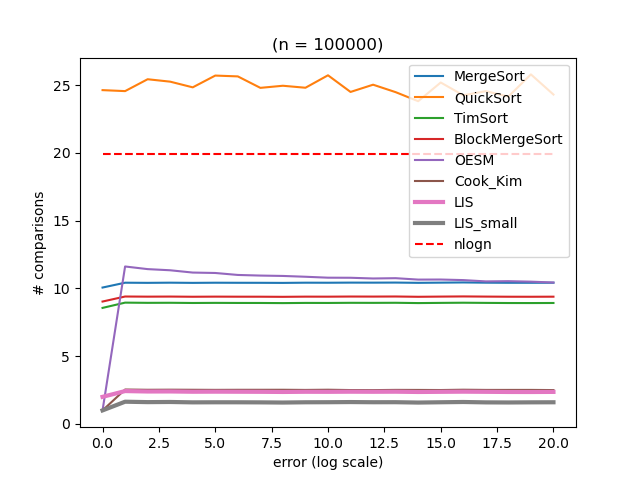 (n = 100000)
# comparisons
25
20
15
10
5
0
MergeSort
QuickSort
TimSort
BlockMergeSort
OESM
Cook_Kim
LIS
LIS_small
nlogn
0.0 2.5 5.0 7.5 10.0 12.5 15.0 17.5 20.0
error (log scale)